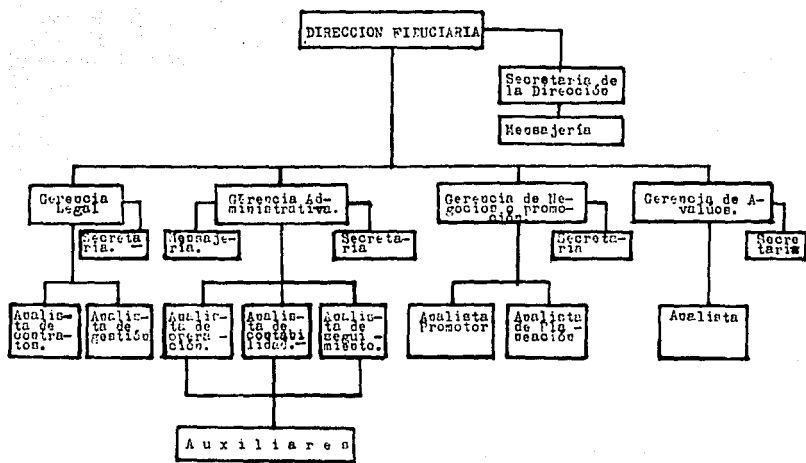 DIRECCION FIDUCIARIA
Secretaria de
la Dirección
Mensajería
Gerencia
Legal
Secreta-
ria.
Gerencia Ad-
ministrativa.
Mensaje-
ría.
Secreta-
ria
Gerencia de Ne-
gocios o promo-
ción.
Secreta-
ria
Gerencia de A-
valuos.
Secre-
taria
Analis-
ta de
contra-
tos.
Analis-
ta de
gestión
Analis-
ta de
opera-
ción.
Analis-
ta de
contabi-
lidad.
Analis-
ta de
segui-
miento.
Analista
Promotor
Analista
de Pla-
neación
Analista
Auxiliares